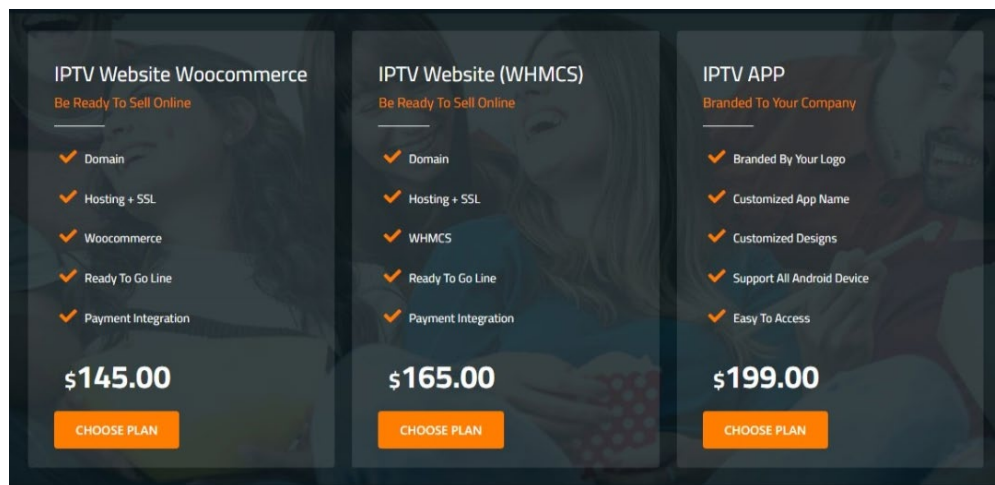 IPTV Website Woocommerce
Be Ready To Sell Online
Domain
Hosting + SSL
Woocommerce
Ready To Go Line
Payment Integration
$145.00
CHOOSE PLAN
IPTV Website (WHMCS)
Be Ready To Sell Online
Domain
Hosting + SSL
WHMCS
Ready To Go Line
Payment Integration
$165.00
CHOOSE PLAN
IPTV APP
Branded To Your Company
Branded By Your Logo
Customized App Name
Customized Designs
Support All Android Device
Easy To Access
$199.00
CHOOSE PLAN